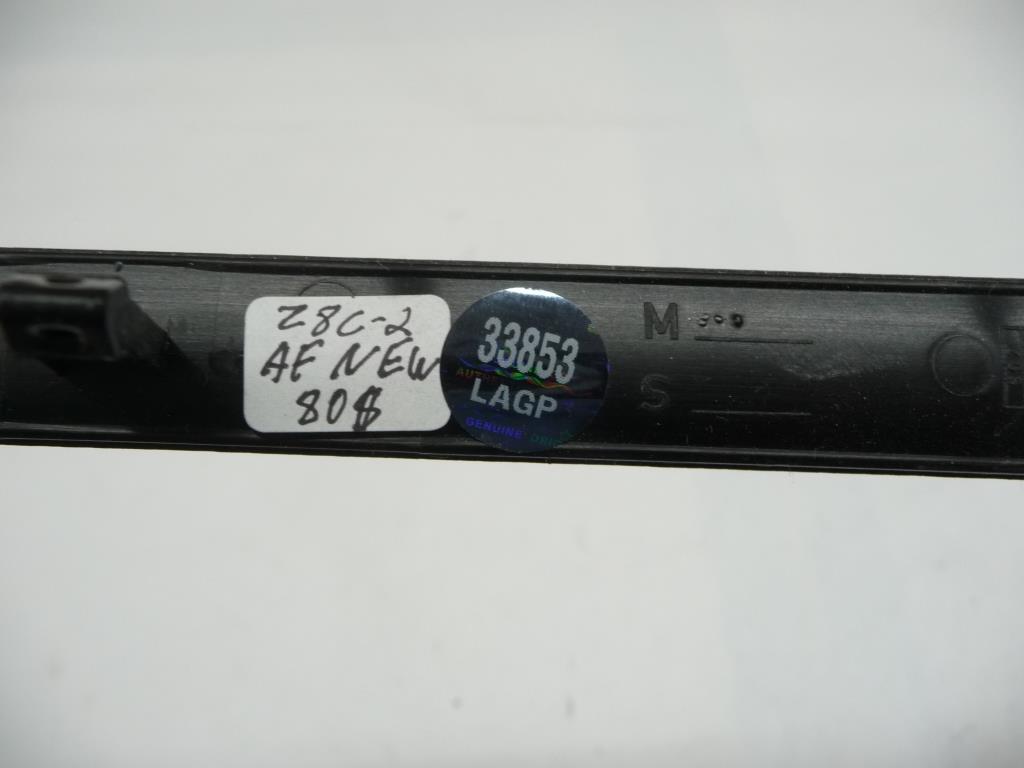 Z8C-2
AF NEW
80$
33853
LAGP
GENUINE
M
S